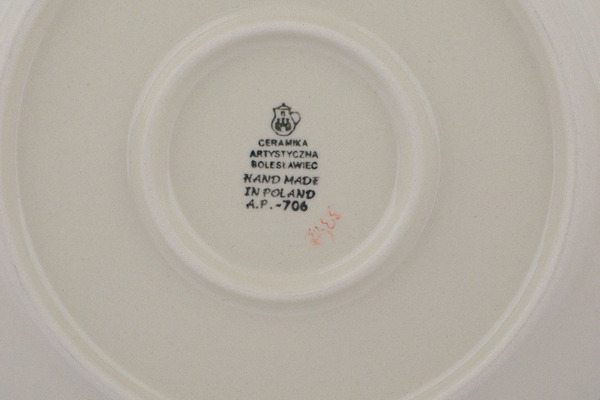 CERAMIKA
ARTYSTYCZNA
BOLESŁAWIEC
HAND MADE
IN POLAND
A.P.-706